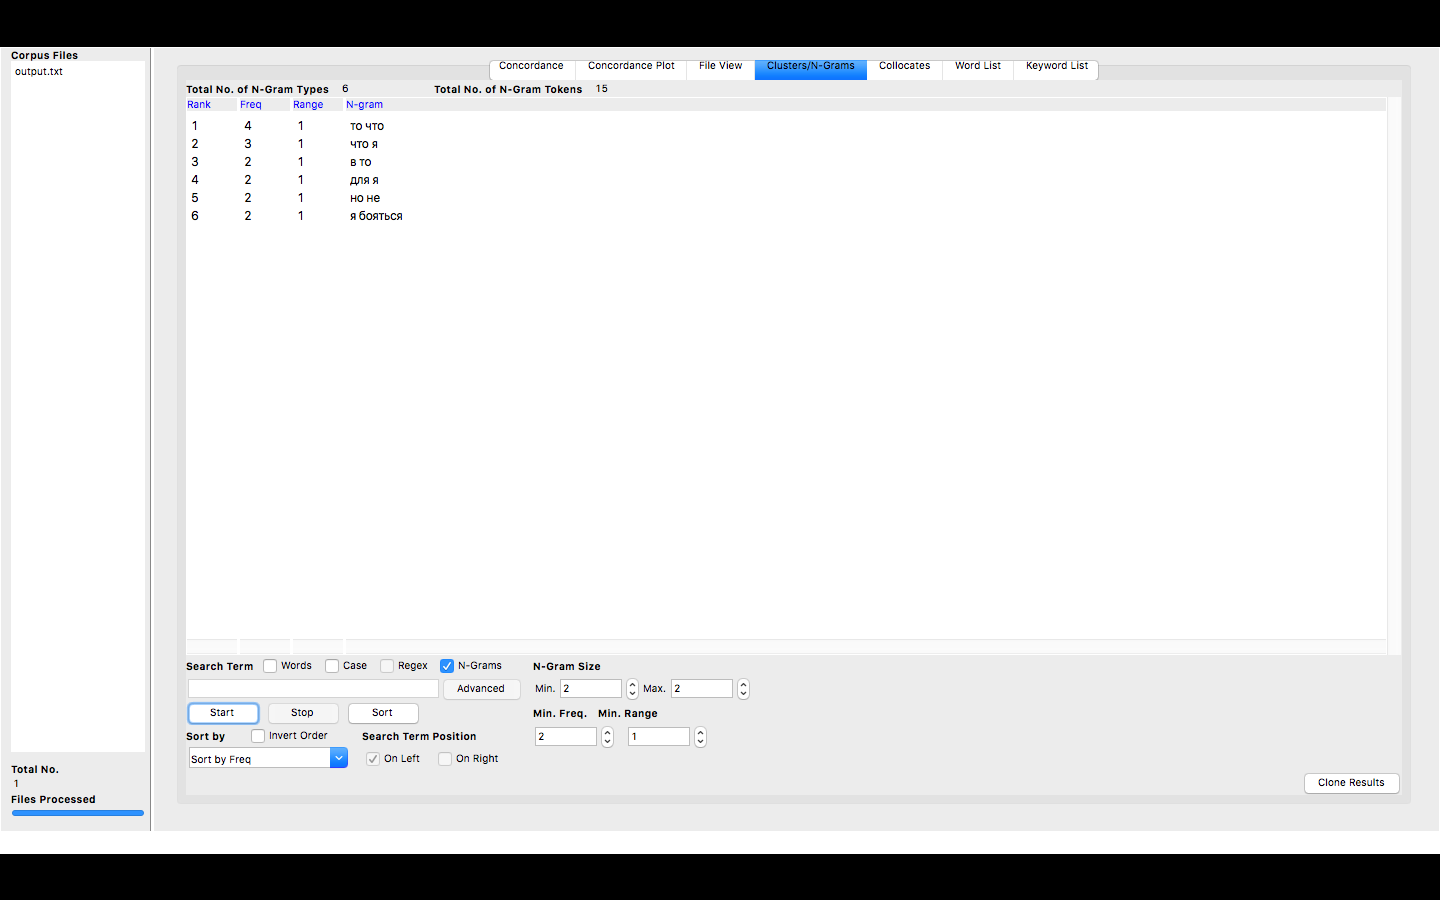 Corpus Files
output.txt
Concordance Concordance Plot File View Clusters/N-Grams Collocates Word List Keyword List
Total No. of N-Gram Types 6 Total No. of N-Gram Tokens 15
Rank Freq Range N-gram
1 4 1 то что
2 3 1 что я
3 2 1 в то
4 2 1 для я
5 2 1 но не
6 2 1 я бояться
Search Term Words Case Regex N-Grams N-Gram Size
Advanced Min. 2 Max. 2
Start Stop Sort Min. Freq. Min. Range
Sort by Invert Order Search Term Position 2 1
Sort by Freq On Left On Right
Total No.
1
Files Processed
Clone Results